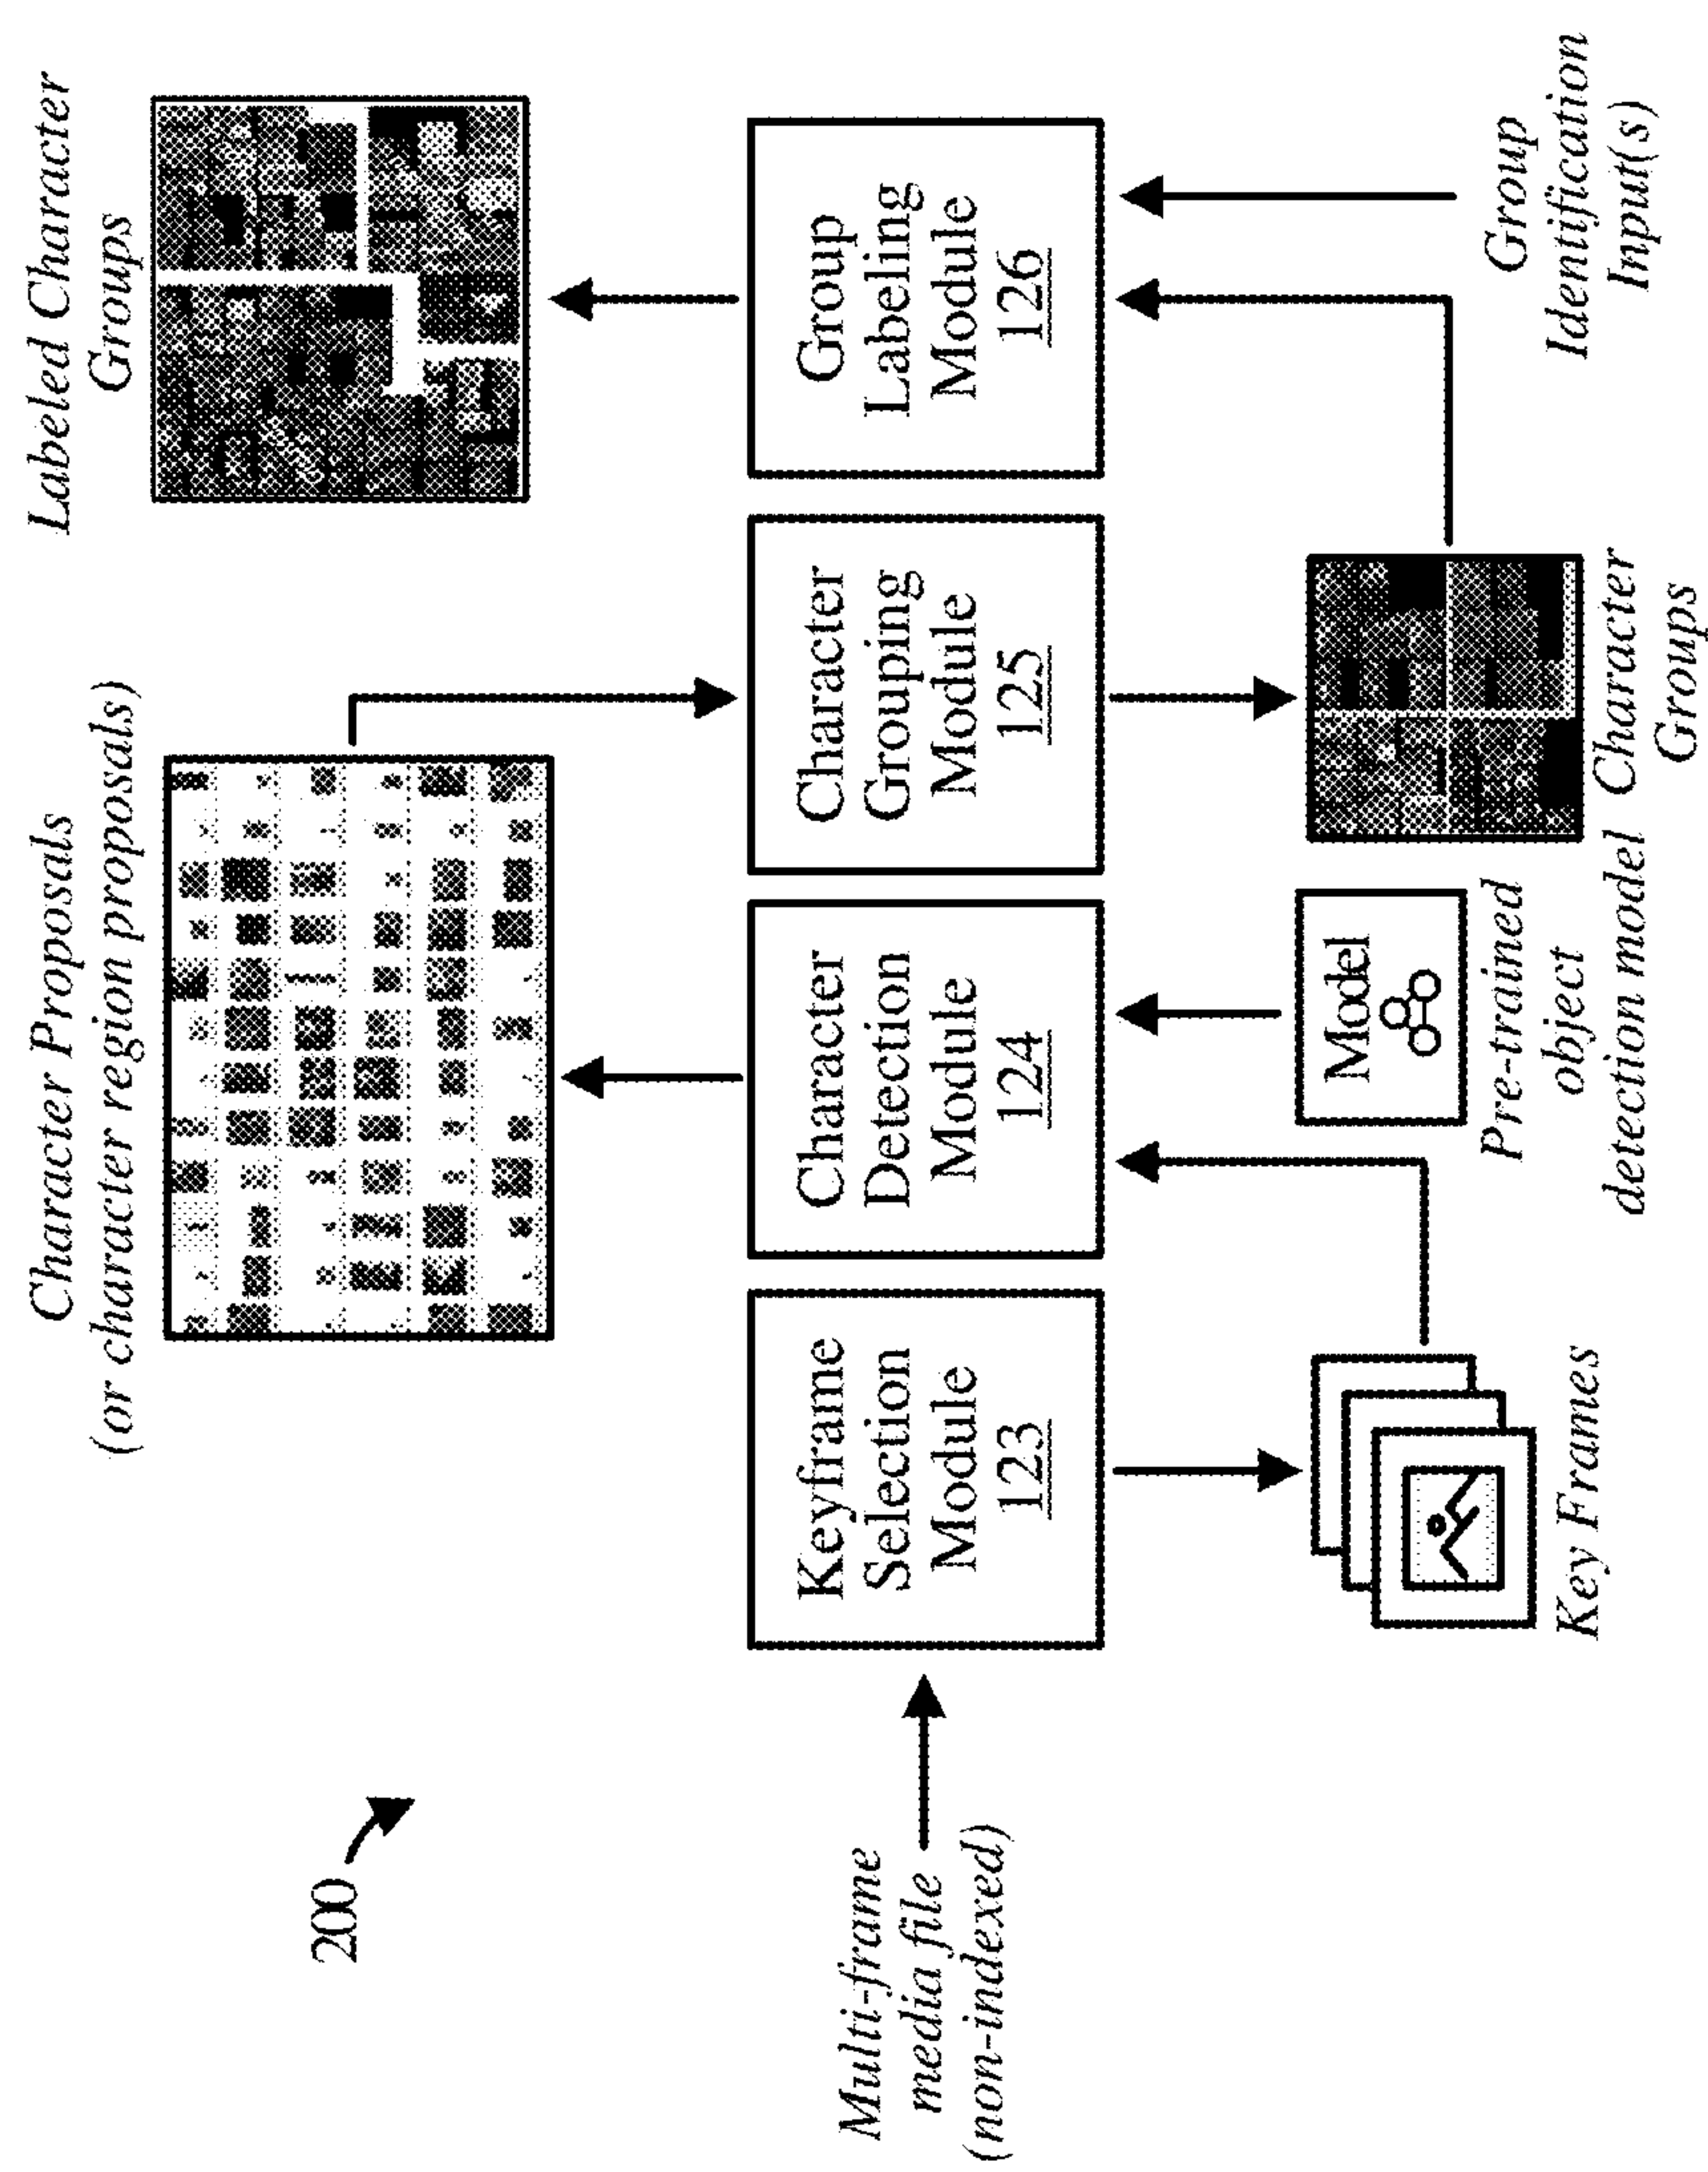 200
Multi-frame
media file
(non-indexed)
Keyframe
Selection
Module
123
Key Frames
Character Proposals
(or character region proposals)
Character
Detection
Module
124
Model
Pre-trained
object
detection model
Character
Grouping
Module
125
Character
Groups
Labeled Character
Groups
Group
Labeling
Module
126
Group
Identification
Input(s)